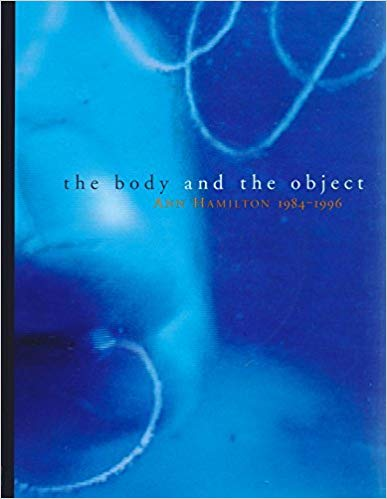 the body and the object
Ann Hamilton 1984–1996